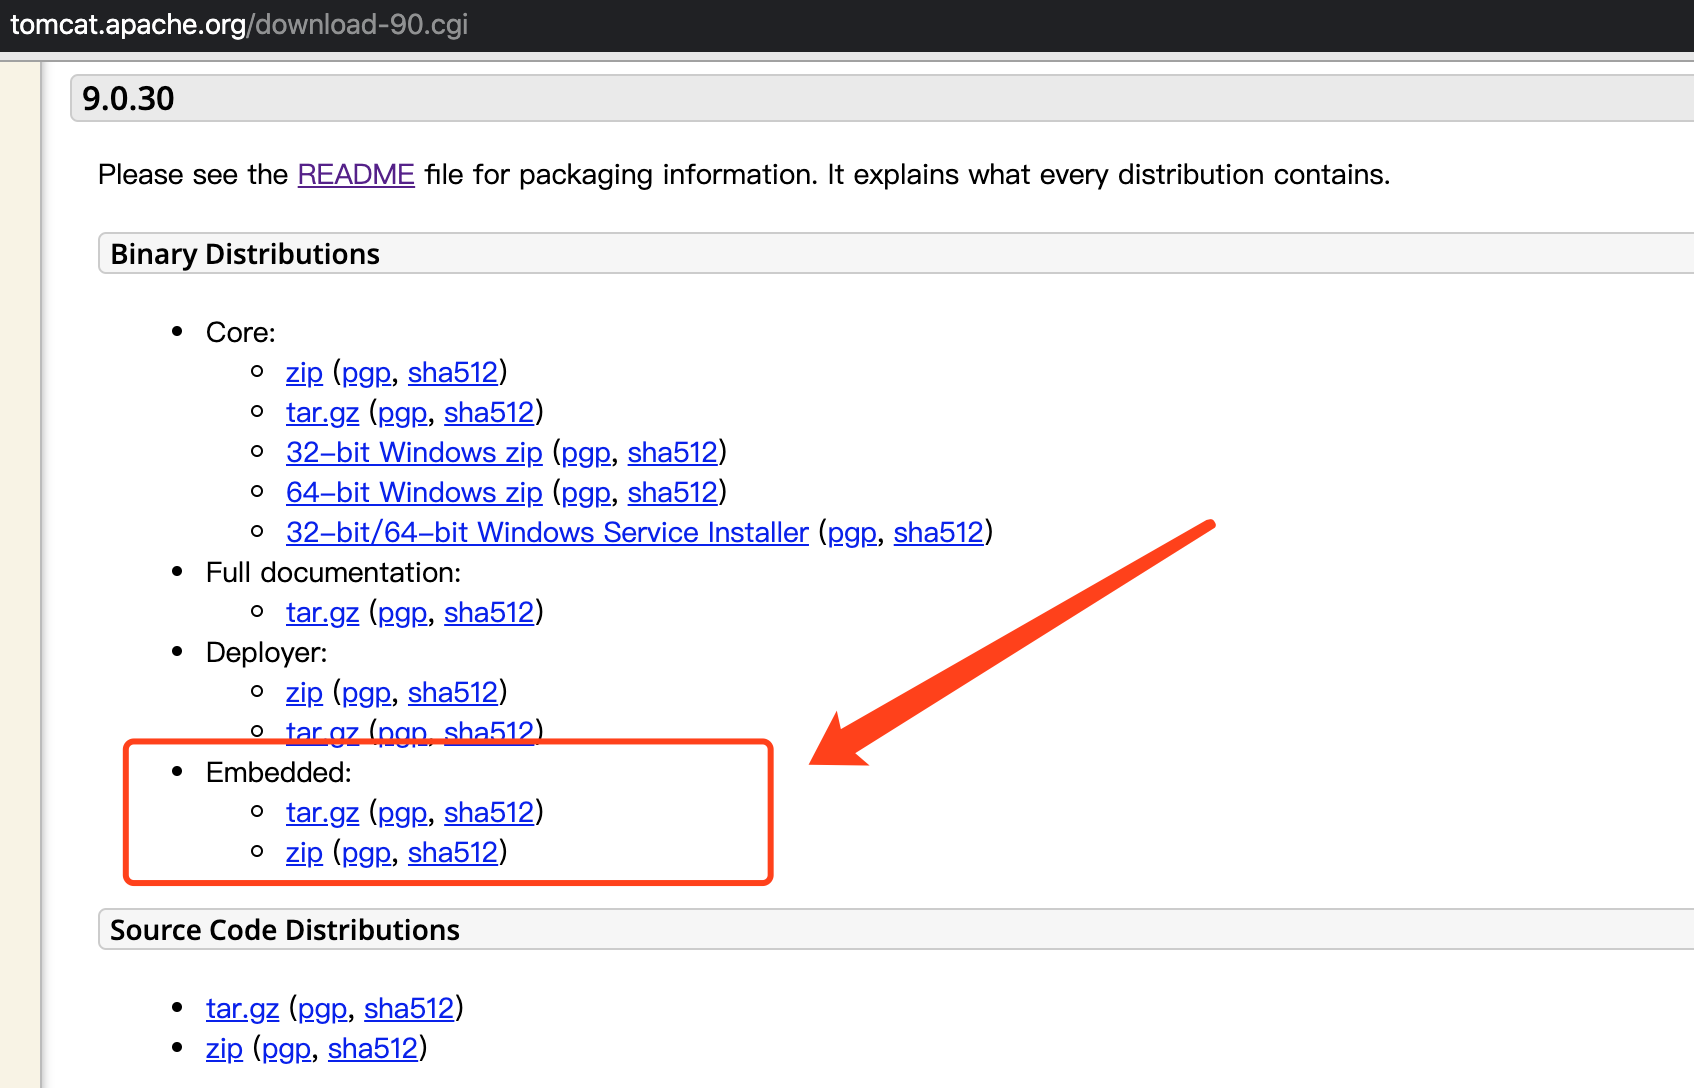 tomcat.apache.org/download-90.cgi
9.0.30
Please see the README file for packaging information. It explains what every distribution contains.
Binary Distributions
Core:
zip (pgp, sha512)
tar.gz (pgp, sha512)
32-bit Windows zip (pgp, sha512)
64-bit Windows zip (pgp, sha512)
32-bit/64-bit Windows Service Installer (pgp, sha512)
Full documentation:
tar.gz (pgp, sha512)
Deployer:
zip (pgp, sha512)
tar.gz (pgp, sha512)
Embedded:
tar.gz (pgp, sha512)
zip (pgp, sha512)
Source Code Distributions
tar.gz (pgp, sha512)
zip (pgp, sha512)